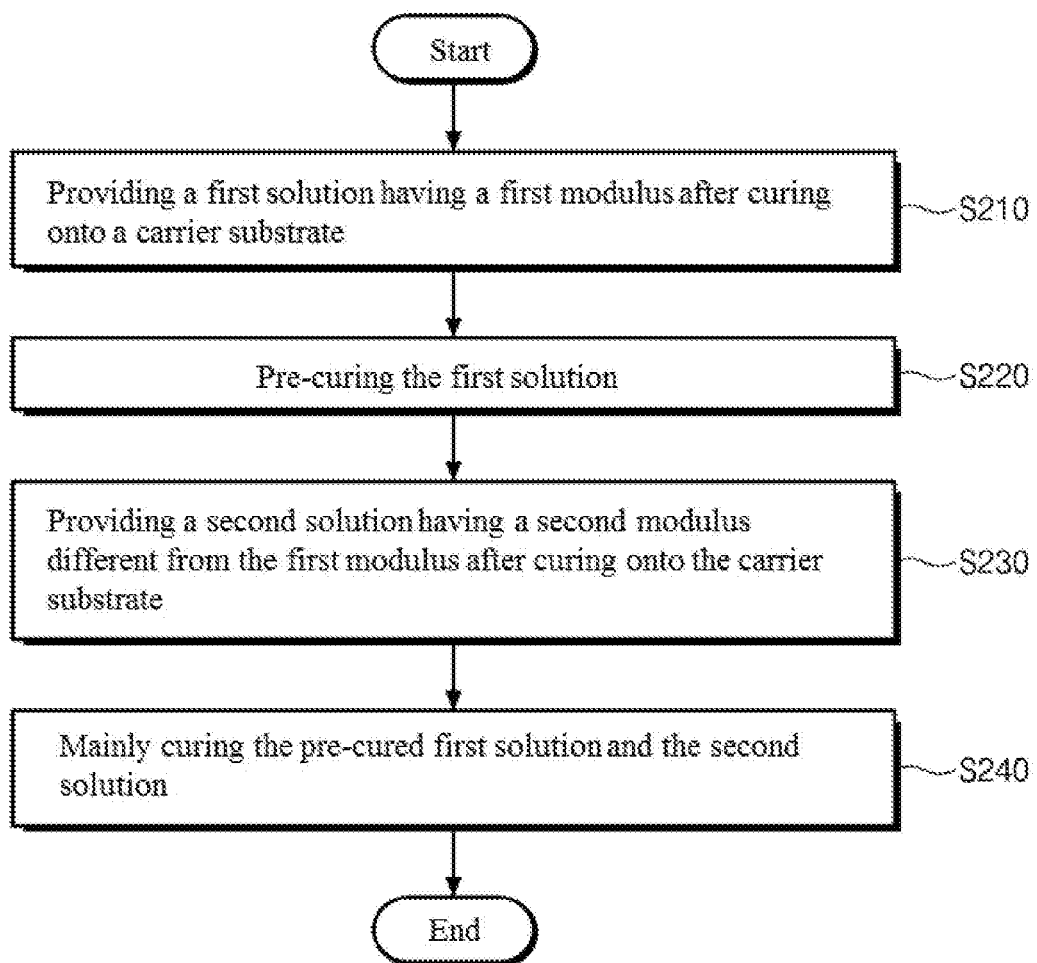 Start
Providing a first solution having a first modulus after curing
onto a carrier substrate
S210
Pre-curing the first solution
S220
Providing a second solution having a second modulus
different from the first modulus after curing onto the carrier
substrate
S230
Mainly curing the pre-cured first solution and the second
solution
S240
End